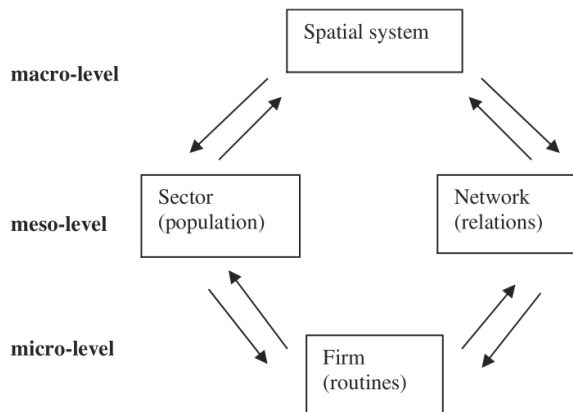 Spatial system
macro-level
Sector
(population)
Network
(relations)
meso-level
micro-level
Firm
(routines)